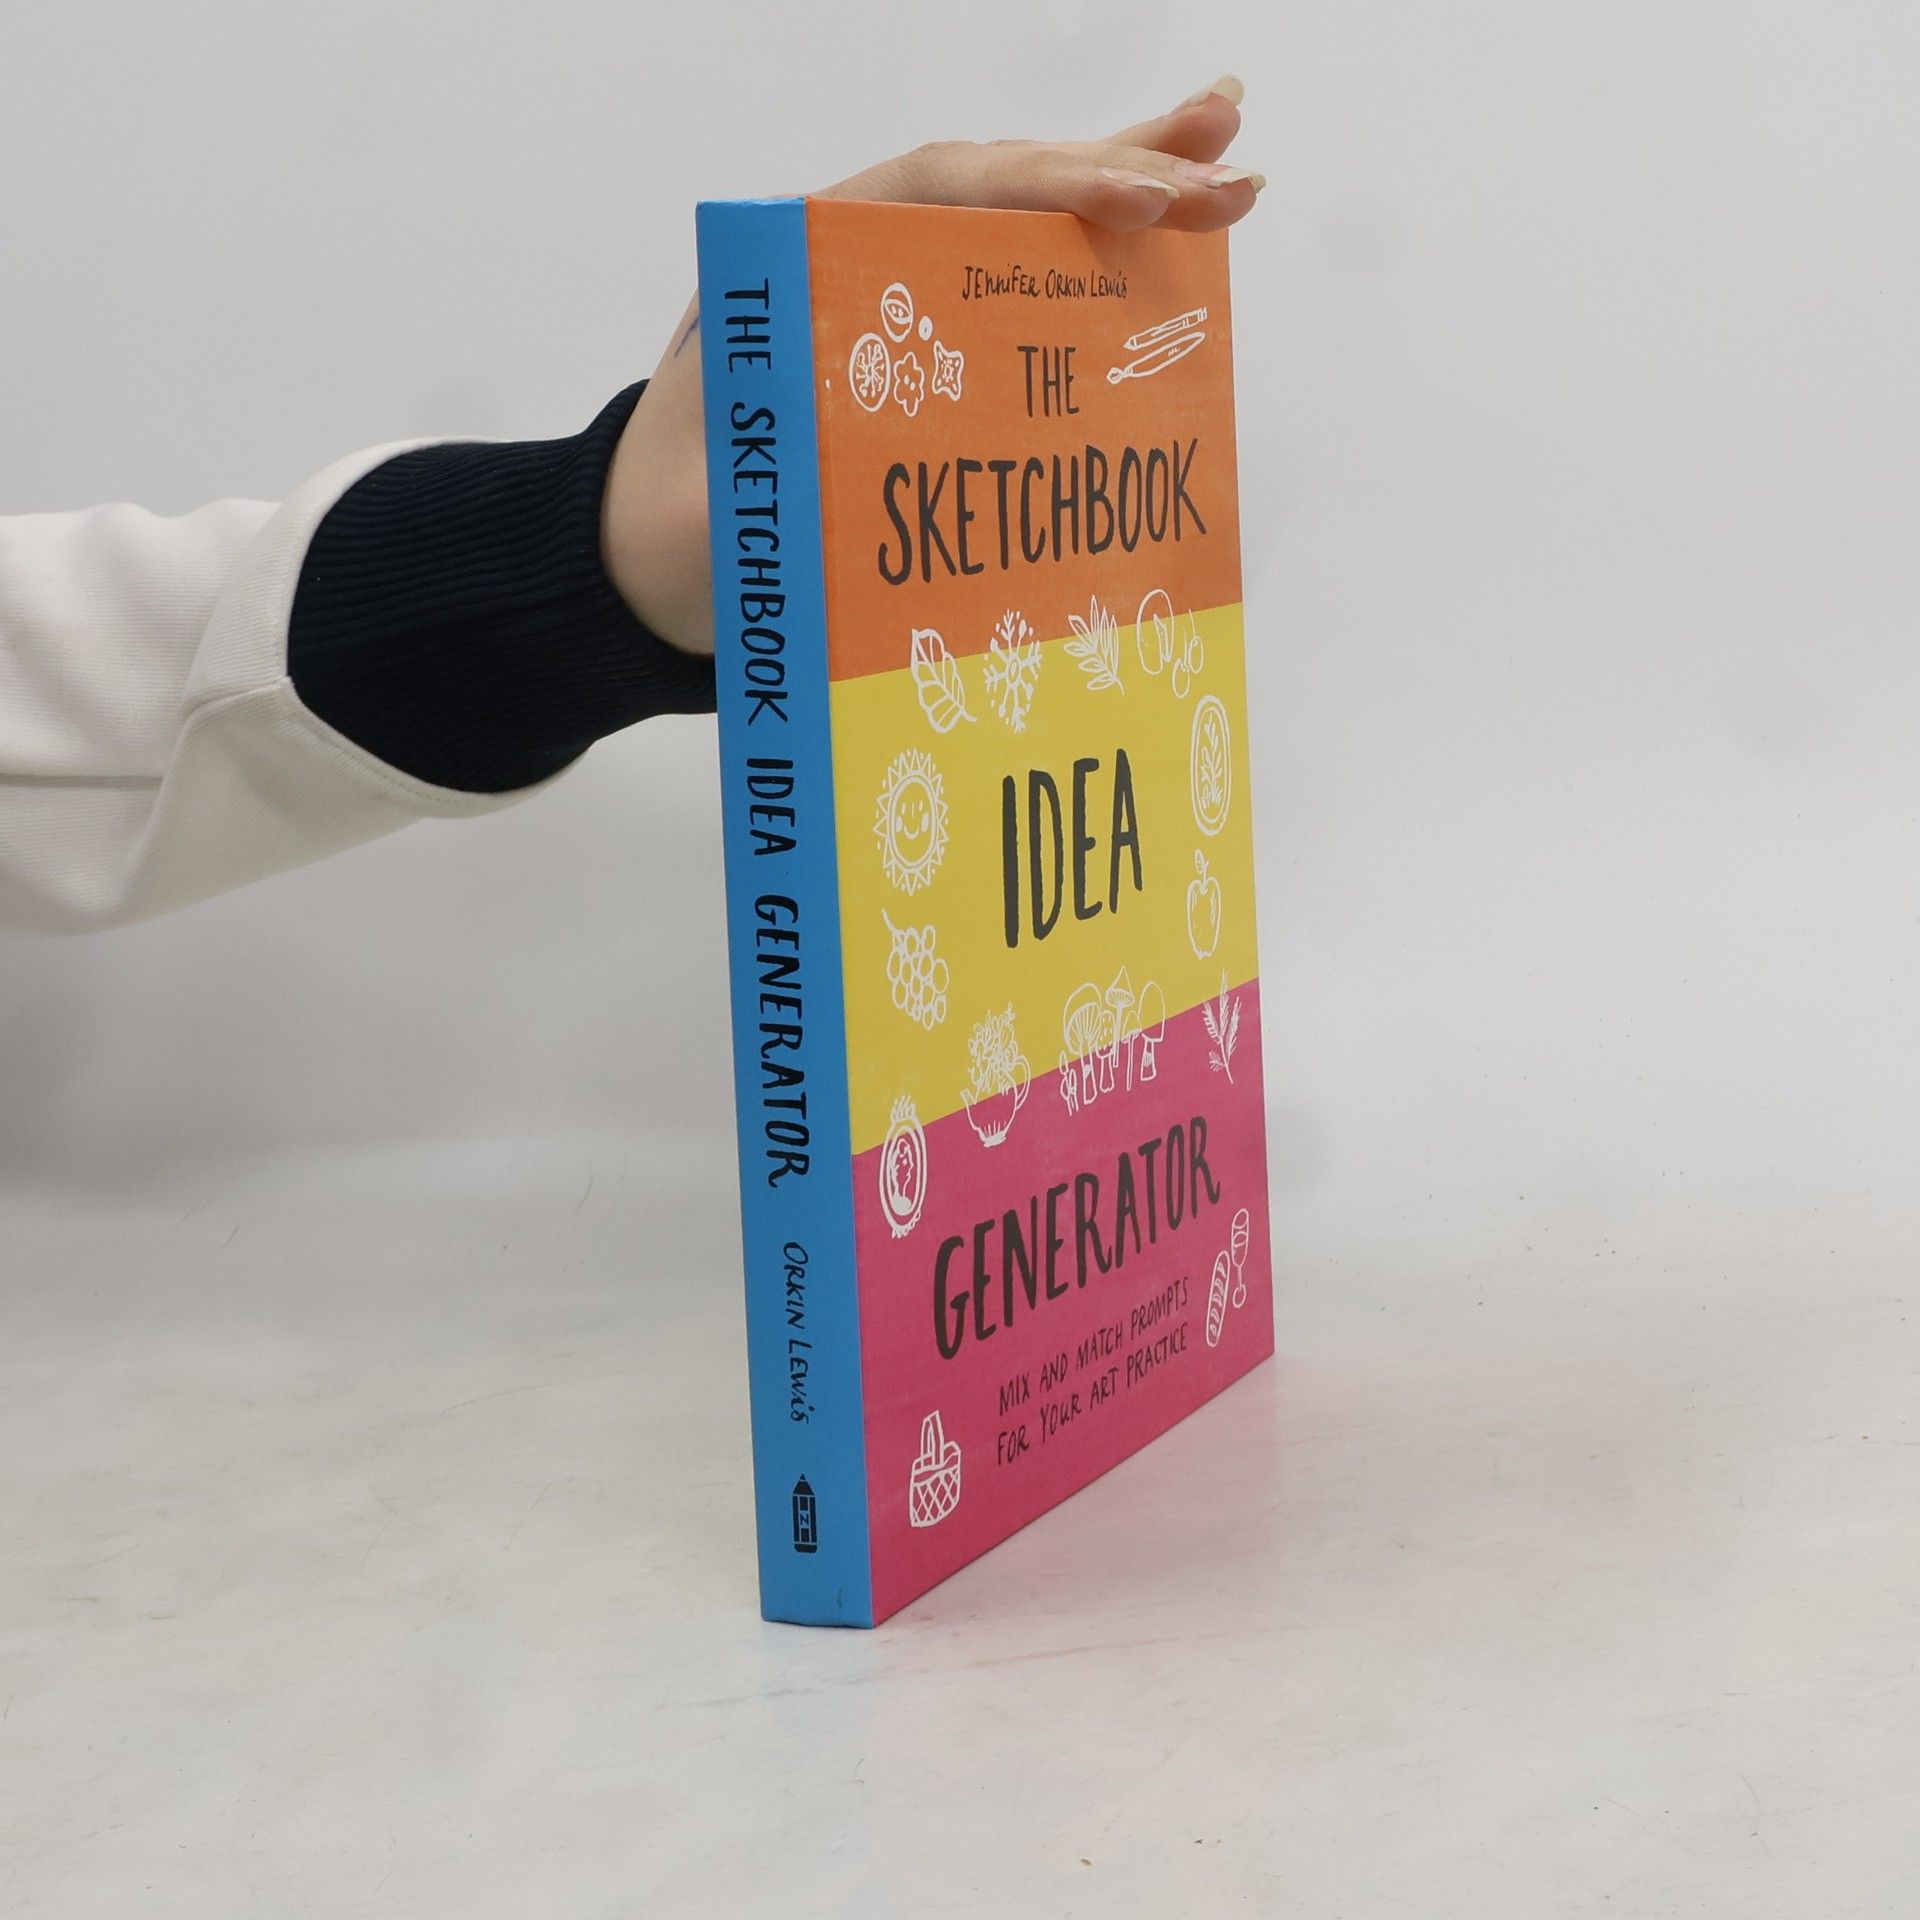 THE SKETCHBOOK IDEA GENERATOR ORKIN LEWIS
N
JENNIFER ORKIN LEWIS
THE
SKETCHBOOK
IDEA
GENERATOR
MIX AND MATCH PROMPTS
FOR YOUR ART PRACTICE